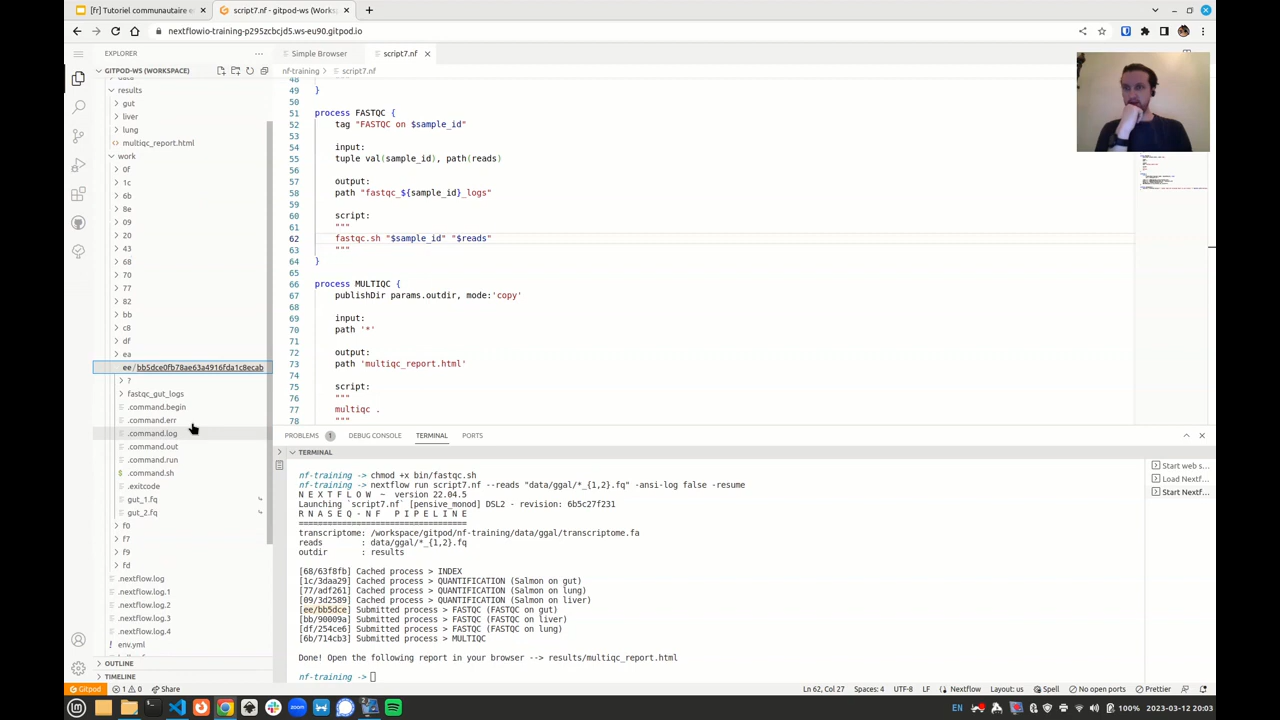 [fr] Tutoriel communautaire e
script7.nf - gitpod-ws (Works
nextflowio-training-p295zcbcjd5.ws-eu90.gitpod.io
EXPLORER
Simple Browser
script7.nf
GITPOD-WS (WORKSPACE)
nf-training > script7.nf
data
results
gut
liver
lung
multiqc_report.html
work
0f
1c
6b
8e
09
20
43
68
70
77
82
bb
c8
df
ea
ee/bb5dce0fb78ae63a4916fda1c8ecab
?
fastqc_gut_logs
.command.begin
.command.err
.command.log
.command.out
.command.run
.command.sh
.exitcode
gut_1.fq
gut_2.fq
f0
f7
f9
fd
.nextflow.log
.nextflow.log.1
.nextflow.log.2
.nextflow.log.3
.nextflow.log.4
env.yml
OUTLINE
TIMELINE
48
49 }
50
51 process FASTQC {
52 tag "FASTQC on $sample_id"
53
54 input:
55 tuple val(sample_id), path(reads)
56
57 output:
58 path "fastqc_${sample_id}_logs"
59
60 script:
61 """
62 fastqc.sh "$sample_id" "$reads"
63 """
64 }
65
66 process MULTIQC {
67 publishDir params.outdir, mode:'copy'
68
69 input:
70 path '*'
71
72 output:
73 path 'multiqc_report.html'
74
75 script:
76 """
77 multiqc .
78 """
PROBLEMS 1 DEBUG CONSOLE TERMINAL PORTS
TERMINAL
nf-training -> chmod +x bin/fastqc.sh
nf-training -> nextflow run script7.nf --reads "data/ggal/*_{1,2}.fq" -ansi-log false -resume
N E X T F L O W ~ version 22.04.5
Launching `script7.nf` [pensive_monod] DSL2 - revision: 6b5c27f231
R N A S E Q - N F   P I P E L I N E
===================================
transcriptome: /workspace/gitpod/nf-training/data/ggal/transcriptome.fa
reads : data/ggal/*_{1,2}.fq
outdir : results
[68/63f8fb] Cached process > INDEX
[1c/3daa29] Cached process > QUANTIFICATION (Salmon on gut)
[77/adf261] Cached process > QUANTIFICATION (Salmon on lung)
[09/3d2589] Cached process > QUANTIFICATION (Salmon on liver)
[ee/bb5dce] Submitted process > FASTQC (FASTQC on gut)
[bb/90009a] Submitted process > FASTQC (FASTQC on liver)
[df/254ce6] Submitted process > FASTQC (FASTQC on lung)
[6b/714cb3] Submitted process > MULTIQC
Done! Open the following report in your browser --> results/multiqc_report.html
nf-training ->
Start web s...
Load Nextf...
Start Nextf...
Gitpod 1 0 Share
Ln 62, Col 27 Spaces: 4 UTF-8 LF Nextflow Layout: us Spell No open ports Prettier
EN 100% 2023-03-12 20:03